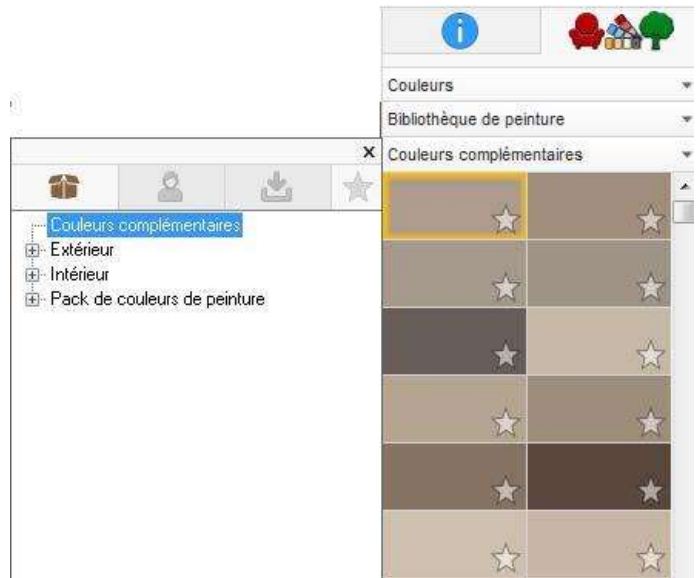 Couleurs
Bibliothèque de peinture
Couleurs complémentaires
x
Couleurs complémentaires
Extérieur
Intérieur
Pack de couleurs de peinture